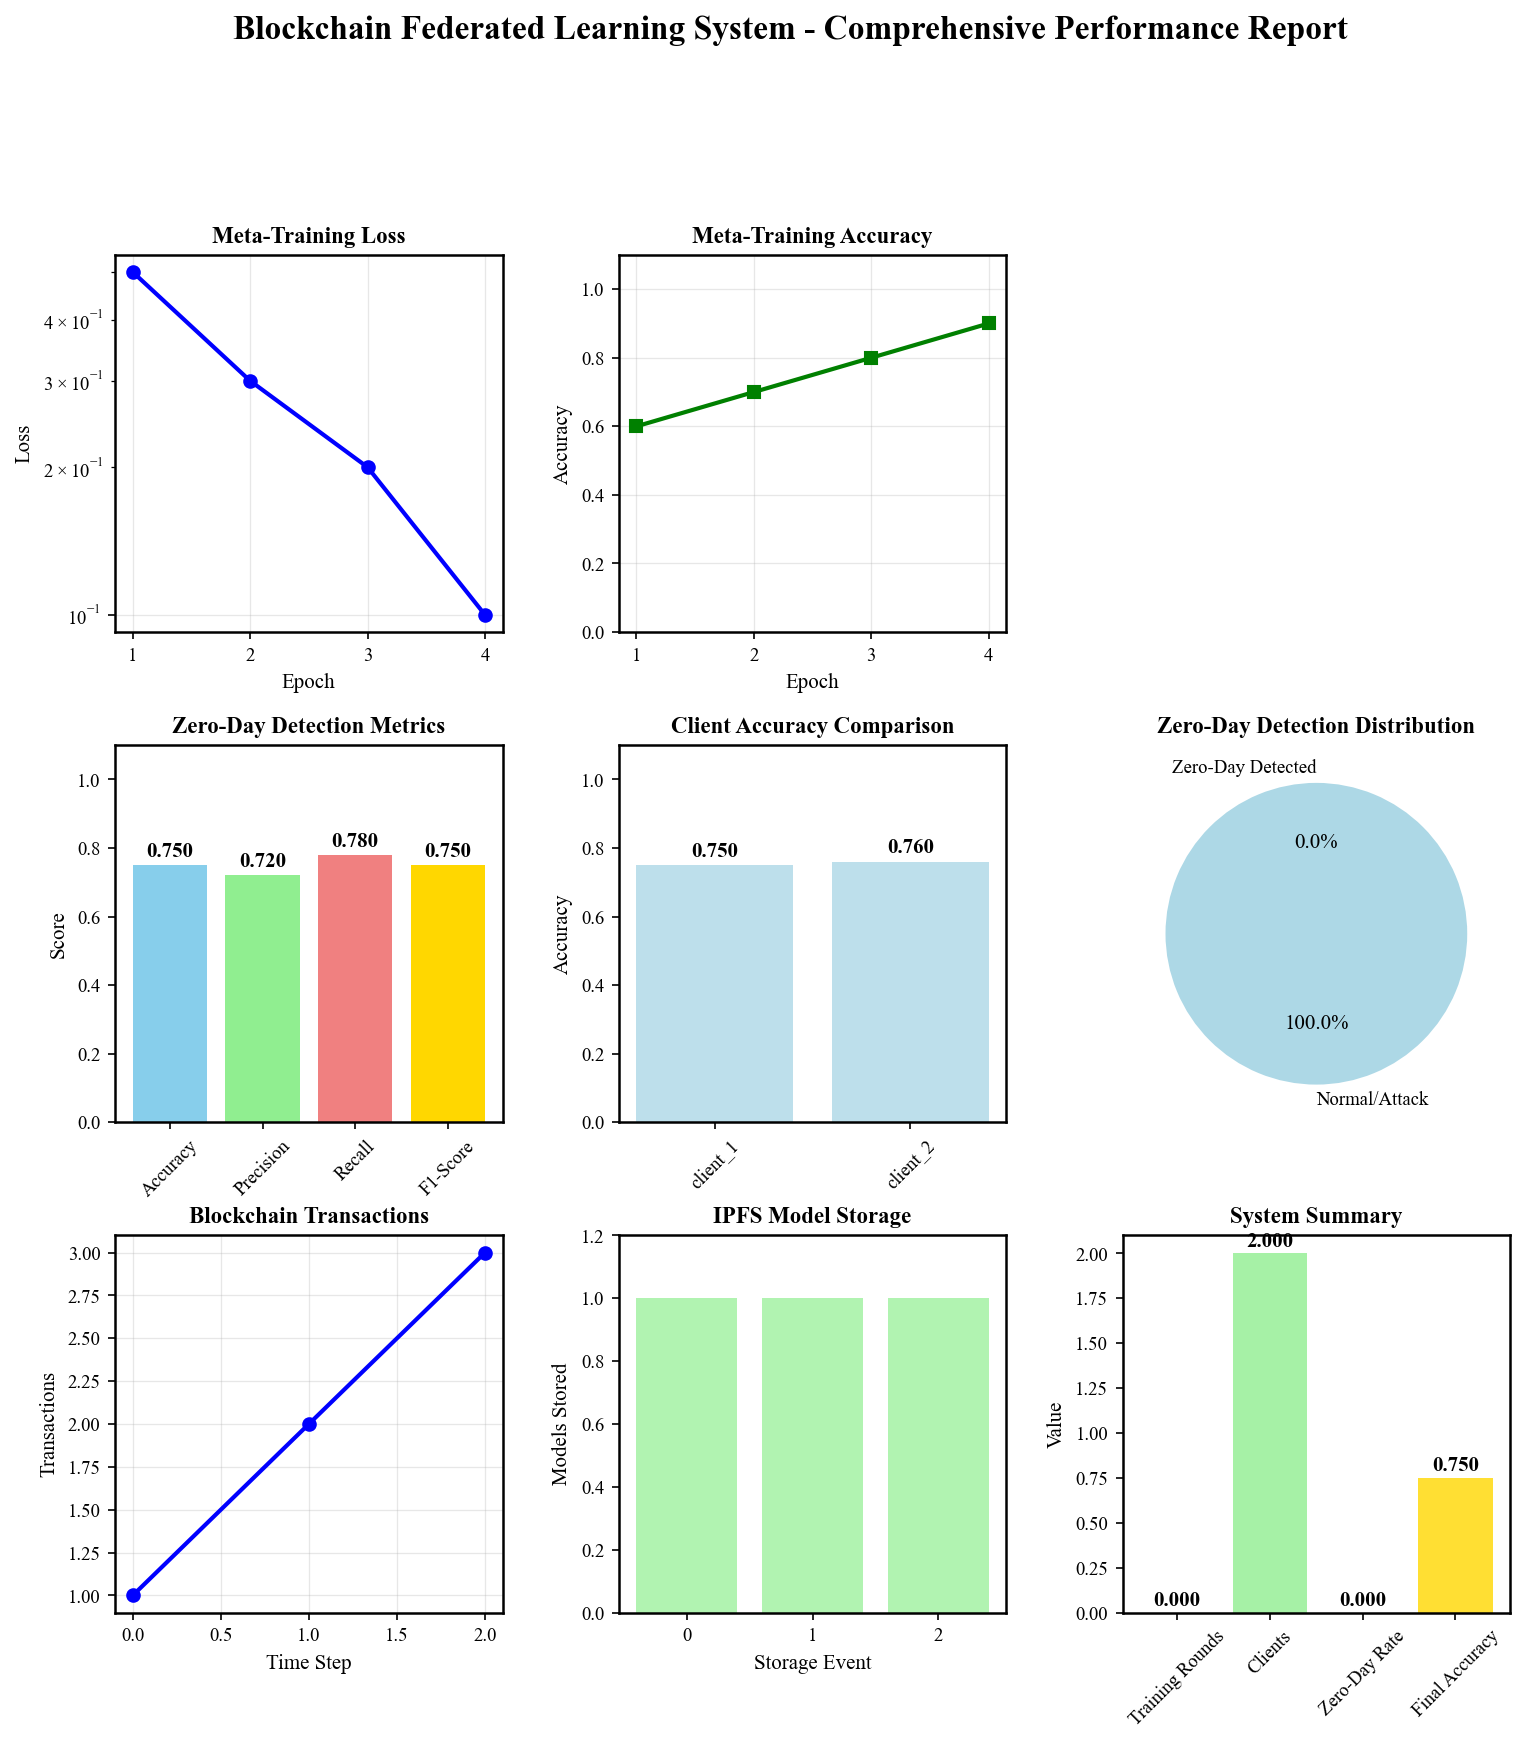 Blockchain Federated Learning System - Comprehensive Performance Report
Meta-Training Loss
Loss
4 × 10⁻¹
3 × 10⁻¹
2 × 10⁻¹
10⁻¹
1 2 3 4
Epoch
Meta-Training Accuracy
Accuracy
1.0
0.8
0.6
0.4
0.2
0.0
1 2 3 4
Epoch
Zero-Day Detection Metrics
Score
1.0
0.8
0.6
0.4
0.2
0.0
0.750 0.720 0.780 0.750
Accuracy Precision Recall F1-Score
Client Accuracy Comparison
Accuracy
1.0
0.8
0.6
0.4
0.2
0.0
0.750 0.760
client_1 client_2
Zero-Day Detection Distribution
Zero-Day Detected
0.0%
100.0%
Normal/Attack
Blockchain Transactions
Transactions
3.00
2.75
2.50
2.25
2.00
1.75
1.50
1.25
1.00
0.0 0.5 1.0 1.5 2.0
Time Step
IPFS Model Storage
Models Stored
1.2
1.0
0.8
0.6
0.4
0.2
0.0
0 1 2
Storage Event
System Summary
Value
2.00
1.75
1.50
1.25
1.00
0.75
0.50
0.25
0.00
0.000 2.000 0.000 0.750
Training Rounds Clients Zero-Day Rate Final Accuracy